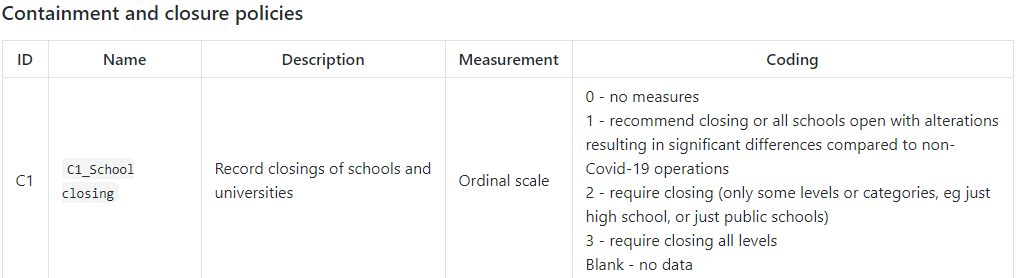 Containment and closure policies
ID Name Description Measurement Coding
C1
C1_School
closing
Record closings of schools and
universities
Ordinal scale
0 - no measures
1 - recommend closing or all schools open with alterations
resulting in significant differences compared to non-
Covid-19 operations
2 - require closing (only some levels or categories, eg just
high school, or just public schools)
3 - require closing all levels
Blank - no data